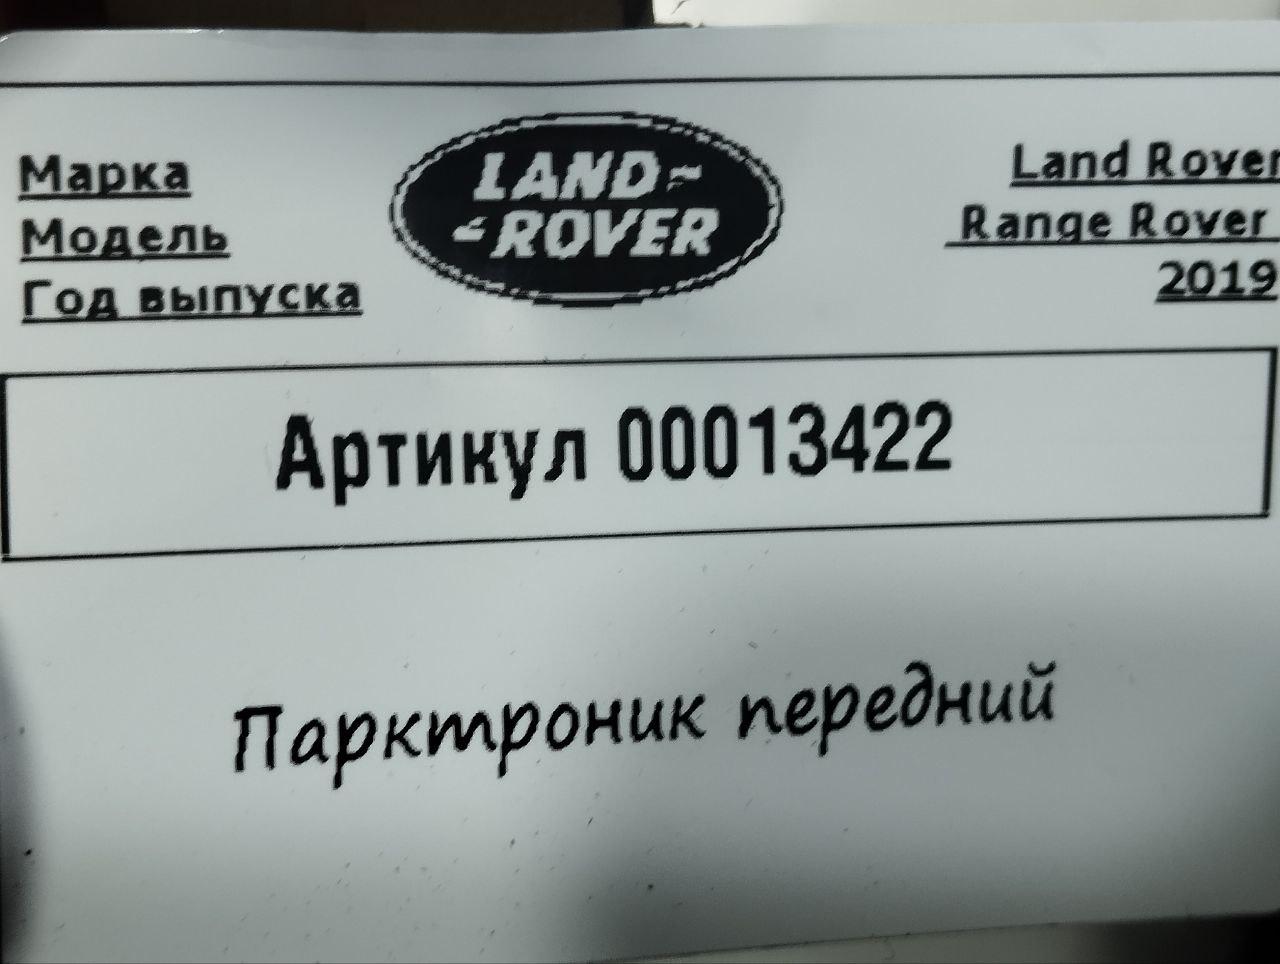 Марка
Модель
Год выпуска
LAND
ROVER
Land Rover
Range Rover
2019
Артикул 00013422
Парктроник передний